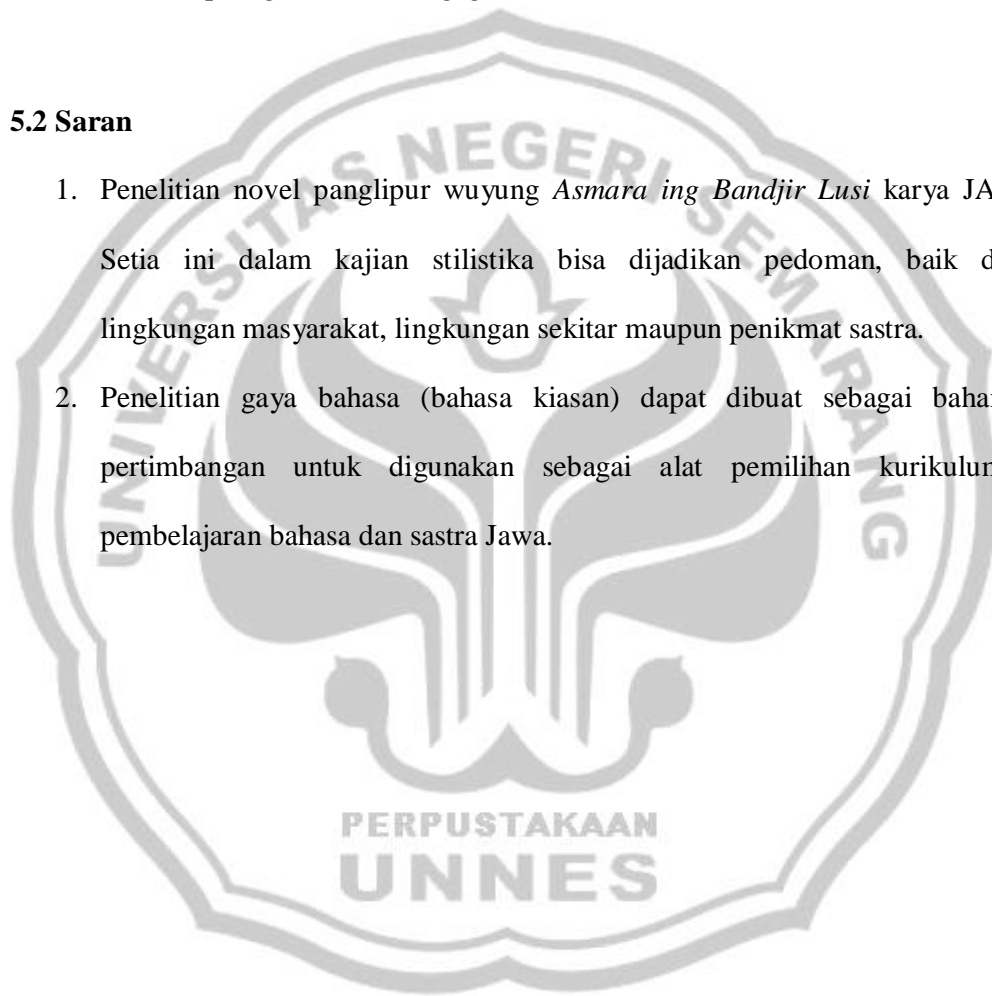 5.2 Saran
1. Penelitian novel panglipur wuyung Asmara ing Bandjir Lusi karya JA
Setia ini dalam kajian stilistika bisa dijadikan pedoman, baik d
lingkungan masyarakat, lingkungan sekitar maupun penikmat sastra.
2. Penelitian gaya bahasa (bahasa kiasan) dapat dibuat sebagai baha
pertimbangan untuk digunakan sebagai alat pemilihan kurikulu
pembelajaran bahasa dan sastra Jawa.
UNIVERSITAS NEGERI SEMARANG
PERPUSTAKAAN
UNNES